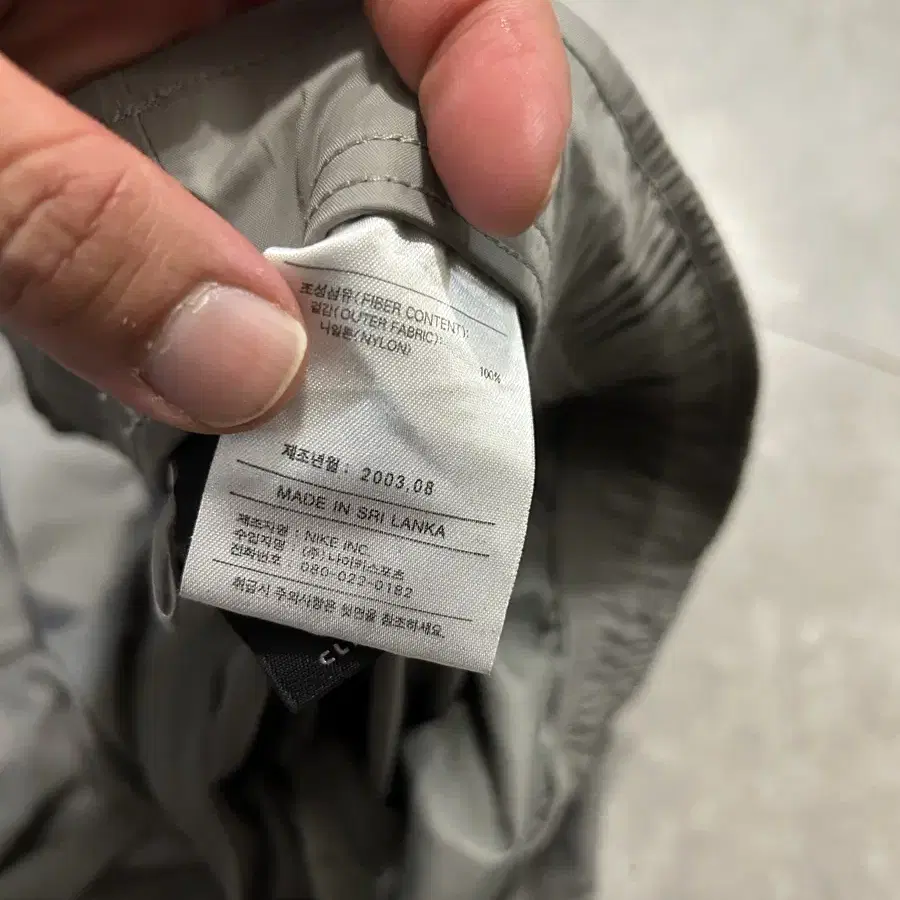 조성섬유(FIBER CONTENT):
겉감(OUTER FABRIC):
나일론(NYLON)
100%
제조년월 : 2003.08
MADE IN SRI LANKA
제조자명 : NIKE INC.
수입자명 : (주)나이키스포츠
전화번호 : 080-022-0182
취급시 주의사항은 뒷면을 참조하세요.